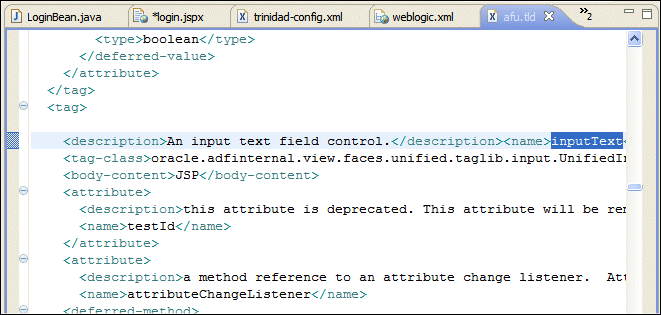 LoginBean.java *login.jspx trinidad-config.xml weblogic.xml afu.tld »2
<type>boolean</type>
</deferred-value>
</attribute>
</tag>
<tag>
<description>An input text field control.</description><name>inputText<
<tag-class>oracle.adfinternal.view.faces.unified.taglib.input.UnifiedIn
<body-content>JSP</body-content>
<attribute>
<description>this attribute is deprecated. This attribute will be rem
<name>testId</name>
</attribute>
<attribute>
<description>a method reference to an attribute change listener.  Att
<name>attributeChangeListener</name>
<deferred-method>